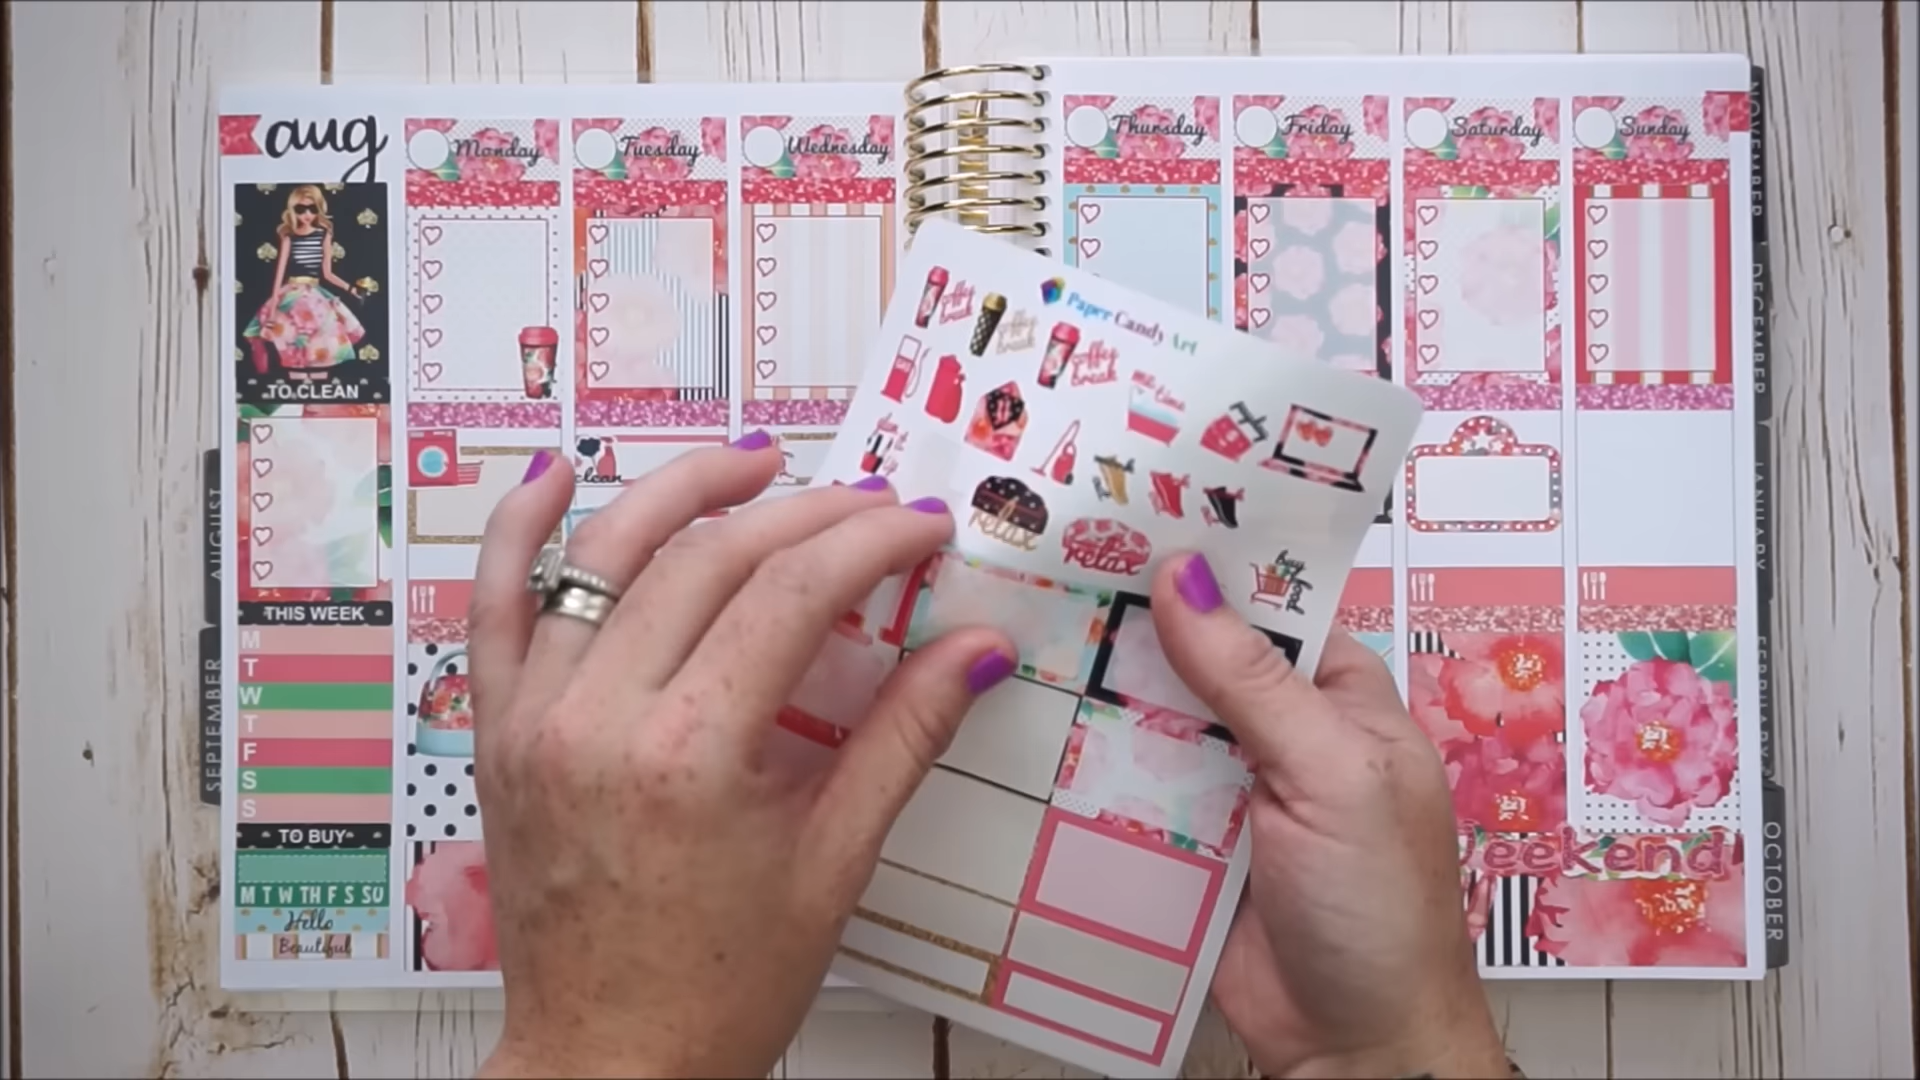 aug
Monday
Tuesday
Wednesday
Thursday
Friday
Saturday
Sunday
TO CLEAN
THIS WEEK
M
T
W
T
F
S
S
TO BUY
M T W TH F S SU
Hello
Beautiful
clean
Paper Candy Art
coffee break
coffee break
coffee break
me time
relax
relax
buy food
Weekend
AUGUST
SEPTEMBER
NOVEMBER
DECEMBER
JANUARY
FEBRUARY
OCTOBER